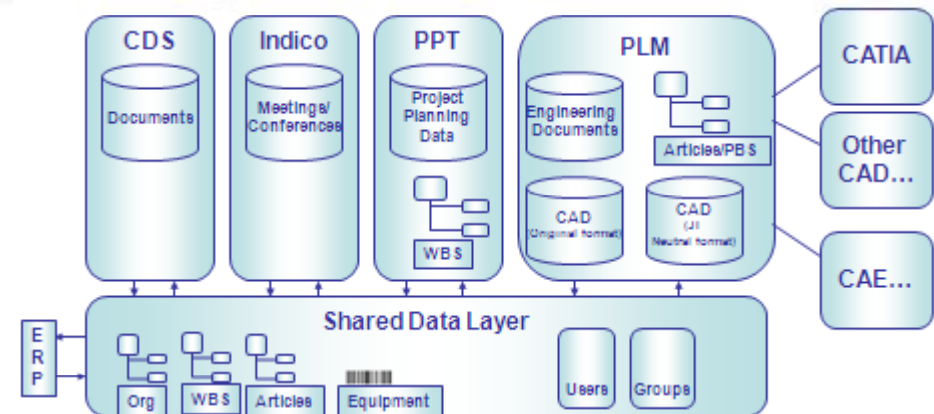 CDS
Documents
Indico
Meetings/
Conferences
PPT
Project
Planning
Data
WBS
PLM
Engineering
Documents
Articles/PBS
CAD
(Original format)
CAD
(JT
Neutral format)
CATIA
Other
CAD...
CAE...
Shared Data Layer
E
R
P
Org
WBS
Articles
Equipment
Users
Groups